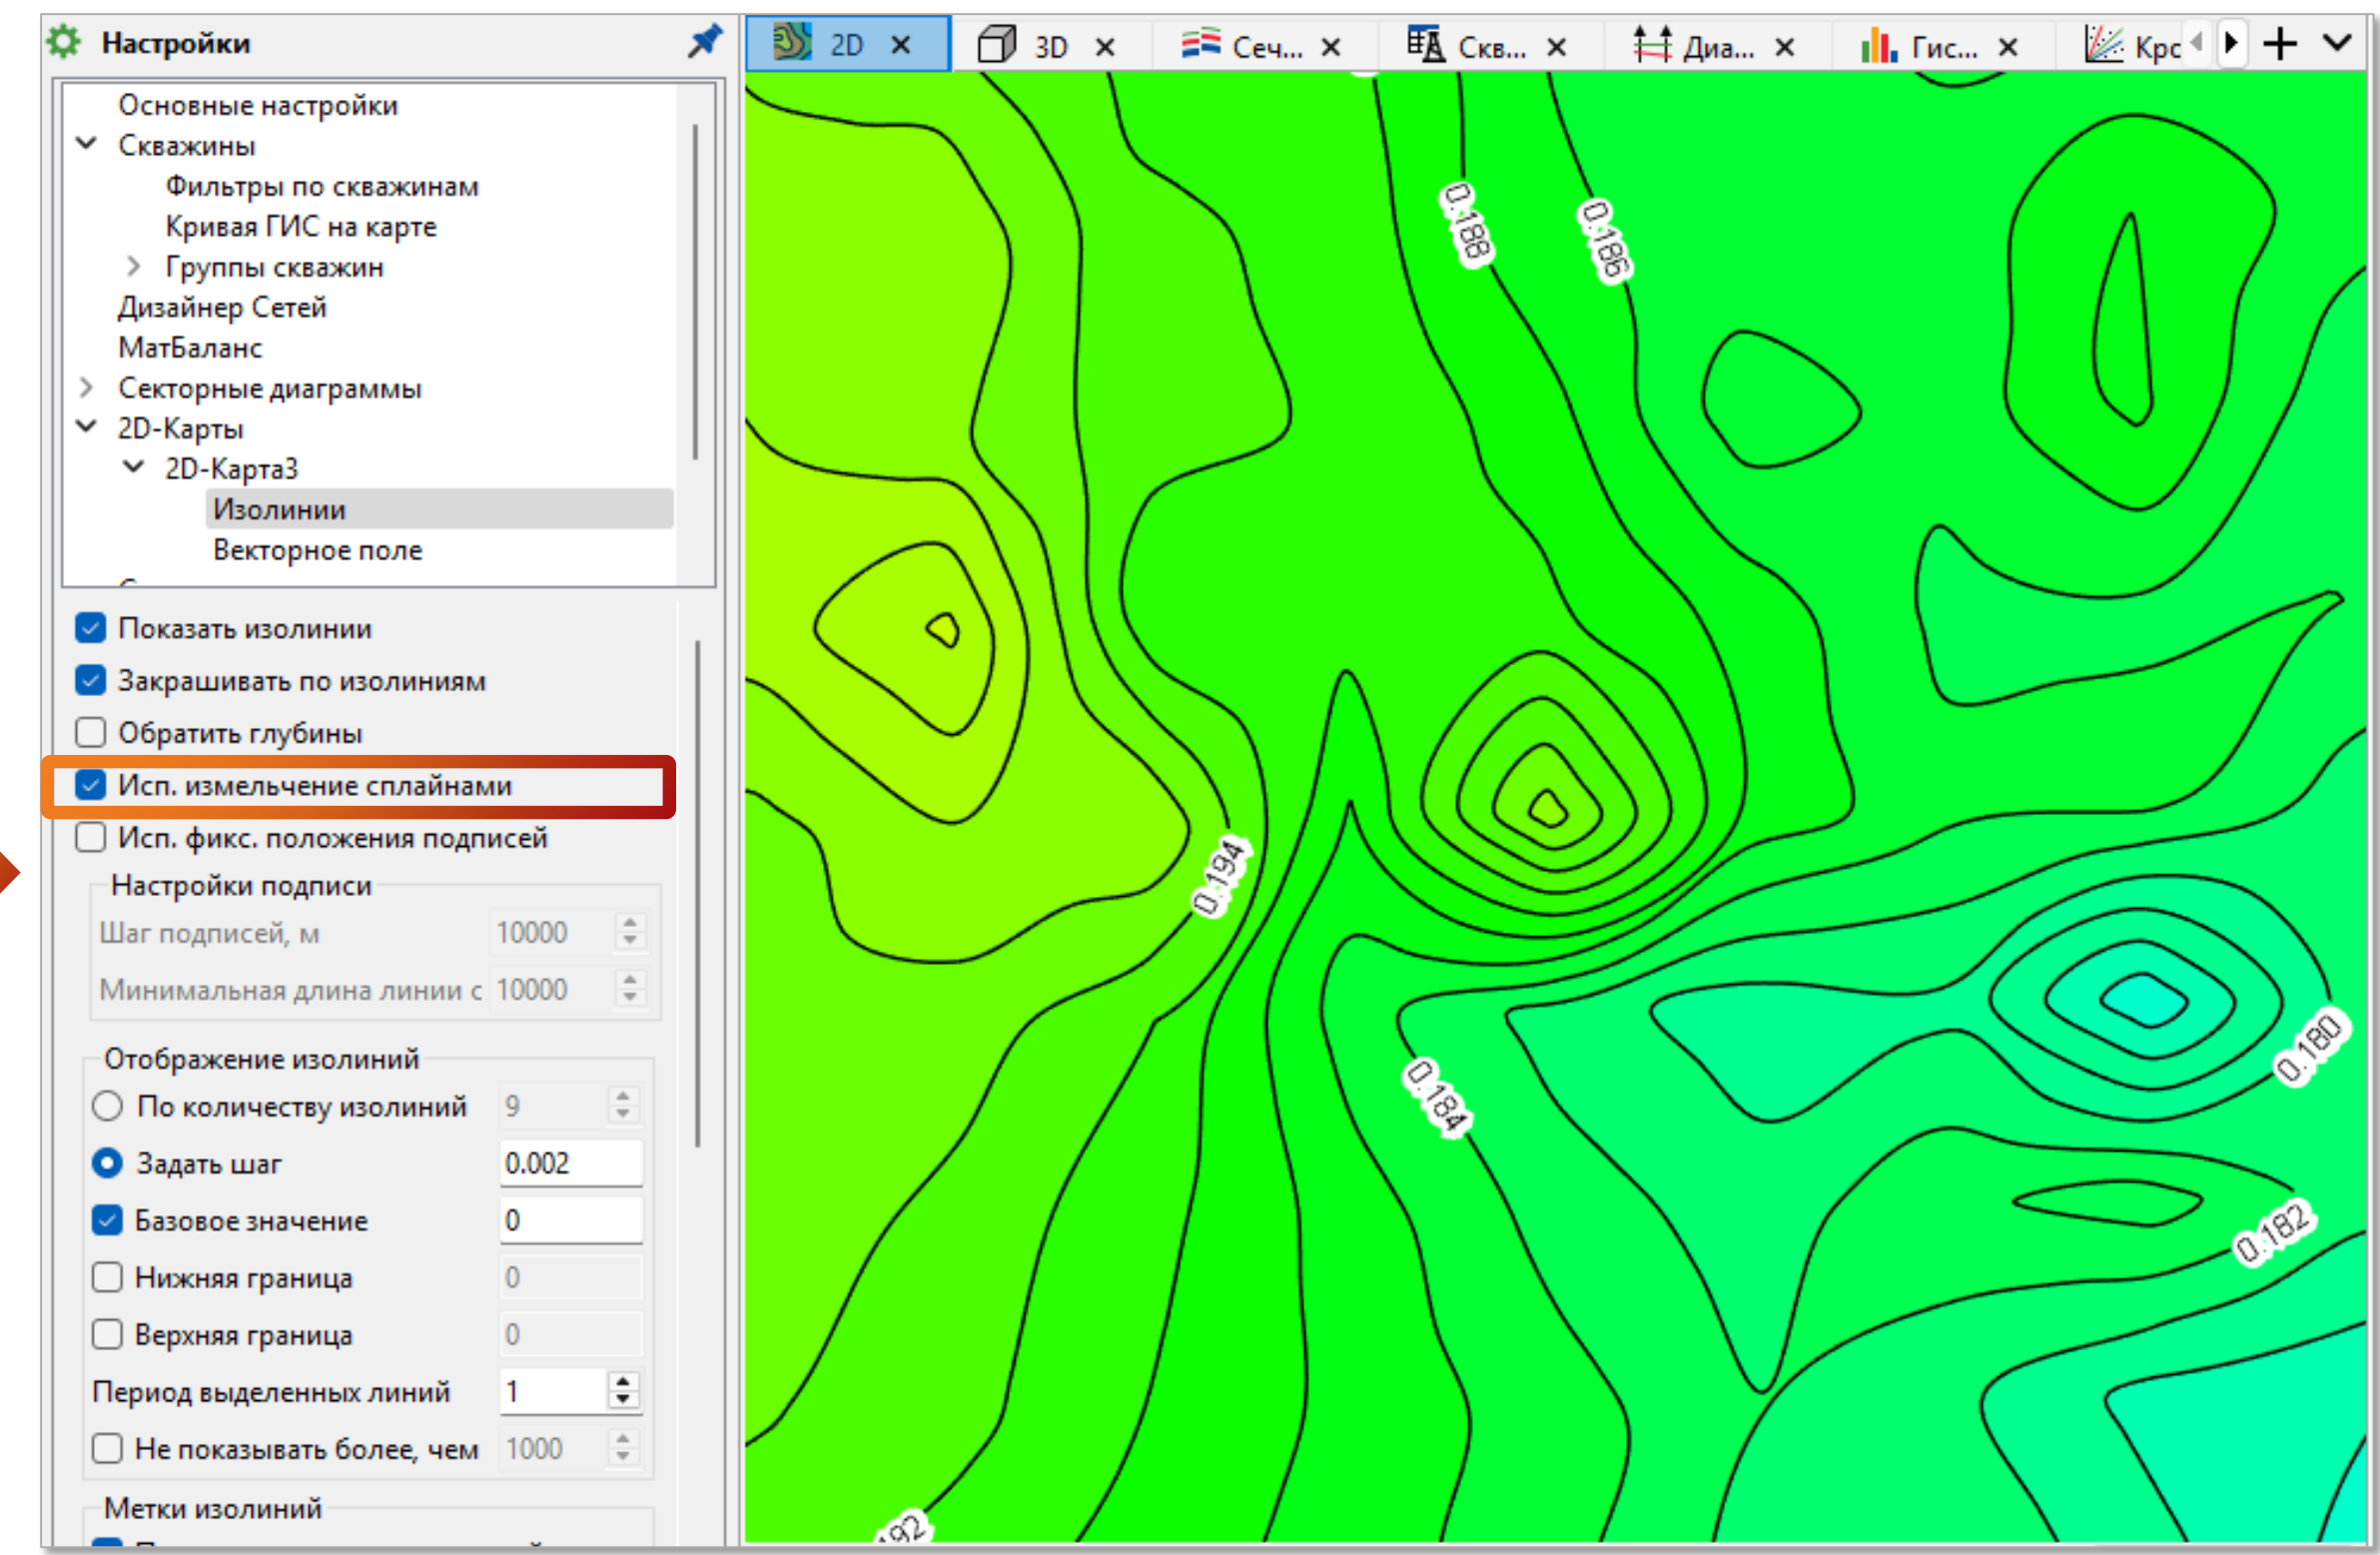 Настройки
2D
3D
Сеч...
Скв...
Диа...
Гис...
Крс
Основные настройки
Скважины
Фильтры по скважинам
Кривая ГИС на карте
Группы скважин
Дизайнер Сетей
МатБаланс
Секторные диаграммы
2D-Карты
2D-Карта3
Изолинии
Векторное поле
Показать изолинии
Закрашивать по изолиниям
Обратить глубины
Исп. измельчение сплайнами
Исп. фикс. положения подписей
Настройки подписи
Шаг подписей, м 10000
Минимальная длина линии с 10000
Отображение изолиний
По количеству изолиний 9
Задать шаг 0.002
Базовое значение 0
Нижняя граница 0
Верхняя граница 0
Период выделенных линий 1
Не показывать более, чем 1000
Метки изолиний
0.188
0.186
0.194
0.180
0.184
0.182
.192